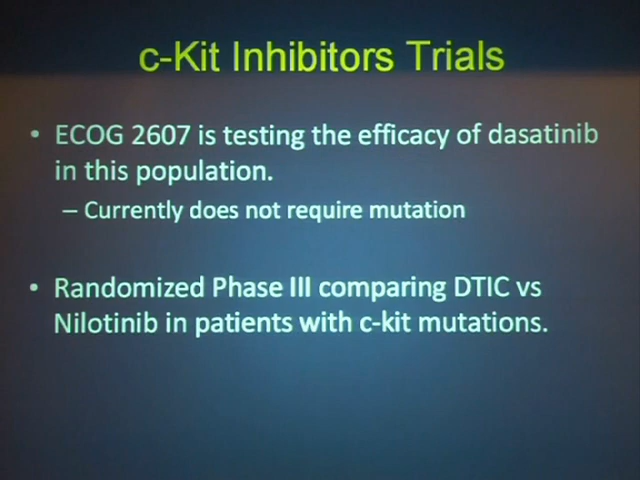 c-Kit Inhibitors Trials
• ECOG 2607 is testing the efficacy of dasatinib
in this population.
– Currently does not require mutation
• Randomized Phase III comparing DTIC vs
Nilotinib in patients with c-kit mutations.